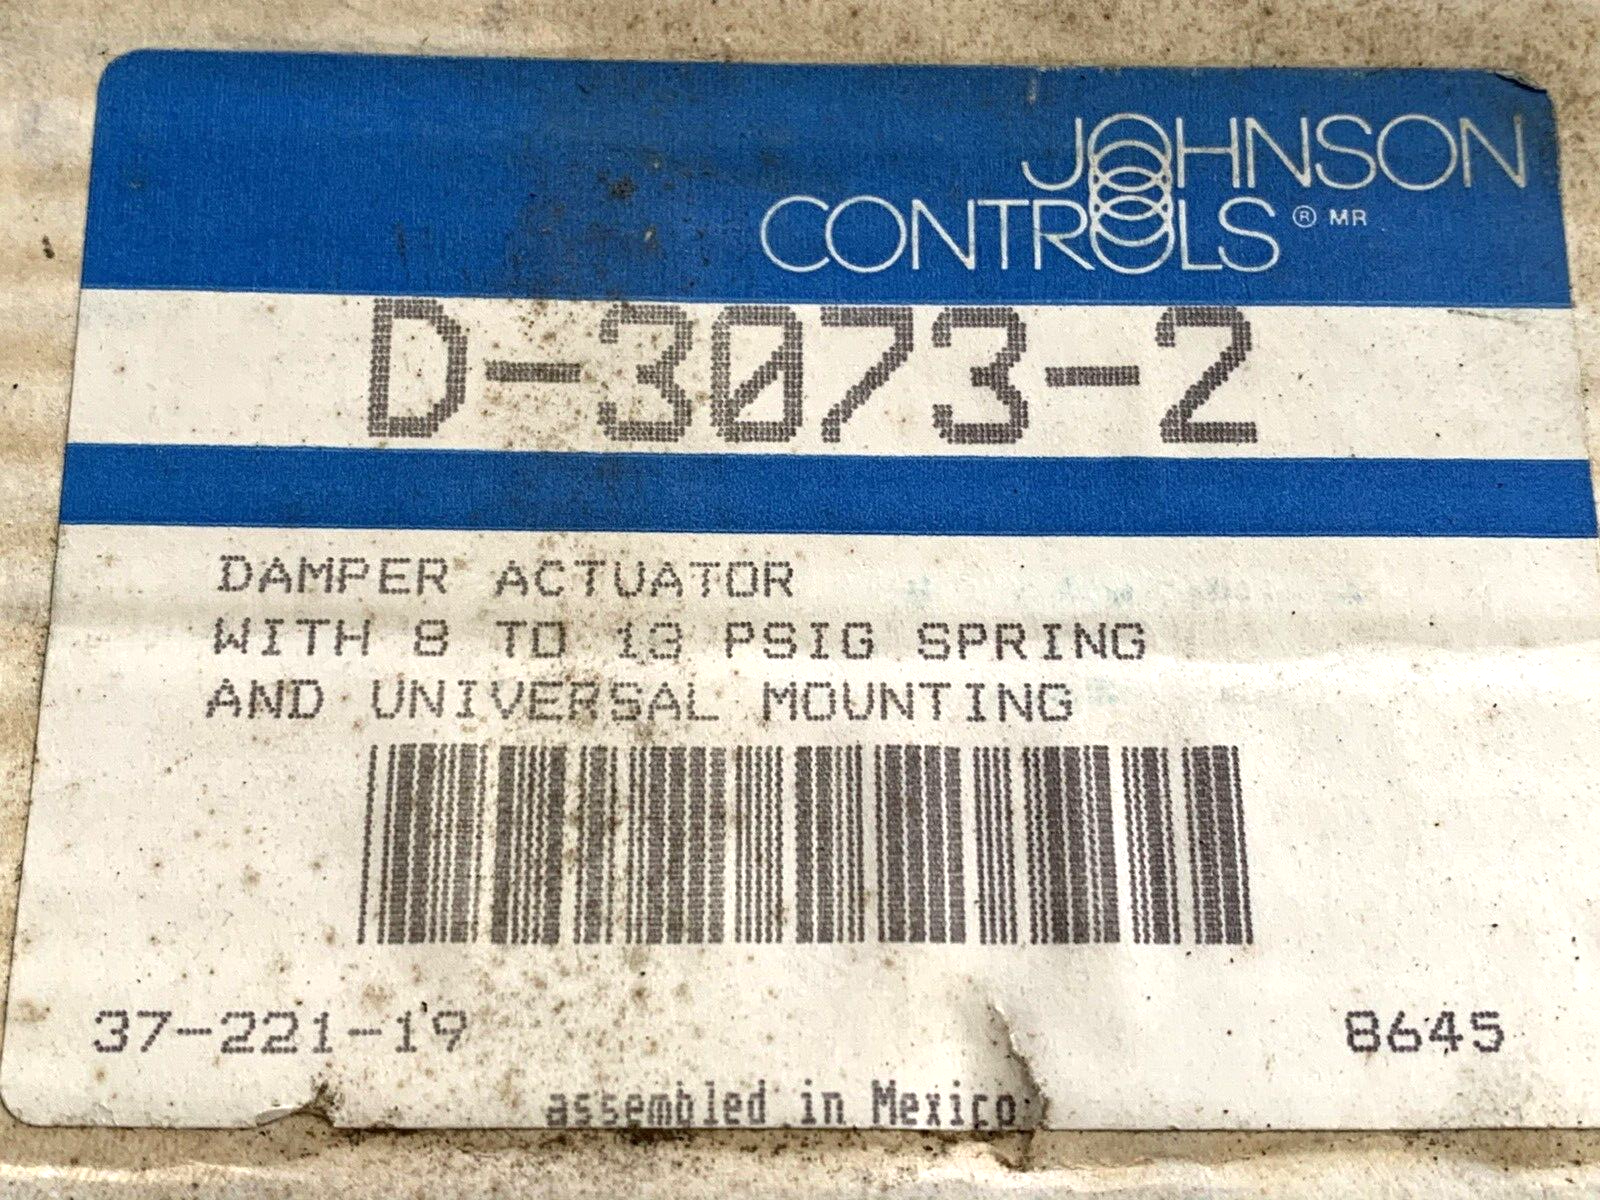 JOHNSON
CONTROLS ® MR
D-3073-2
DAMPER ACTUATOR
WITH 8 TO 13 PSIG SPRING
AND UNIVERSAL MOUNTING
37-221-19
8645
assembled in Mexico